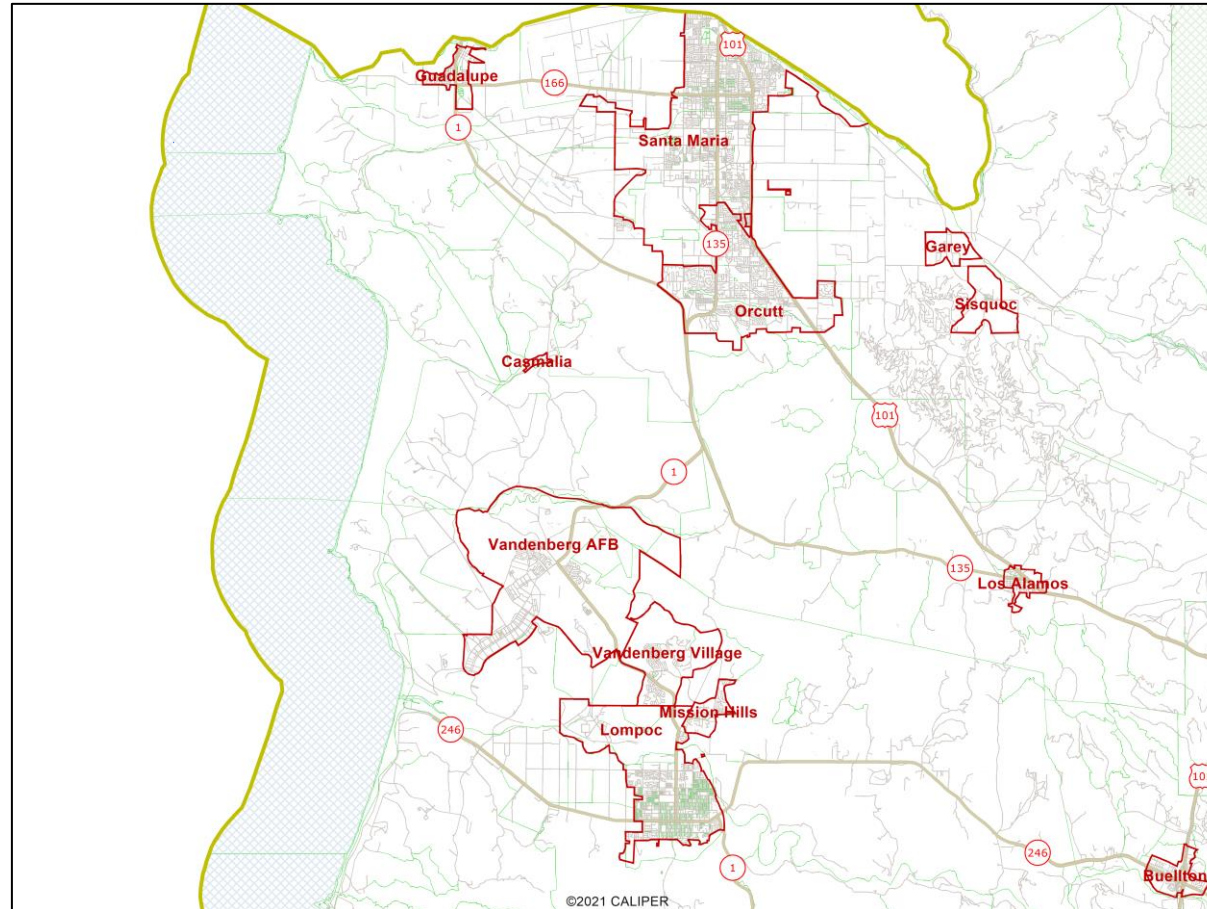 101
Guadalupe
166
1
Santa Maria
135
Garey
Sisquoc
Orcutt
Casmalia
101
1
Vandenberg AFB
135
Los Alamos
Vandenberg Village
Mission Hills
246
Lompoc
10
246
1
Buellton
©2021 CALIPER